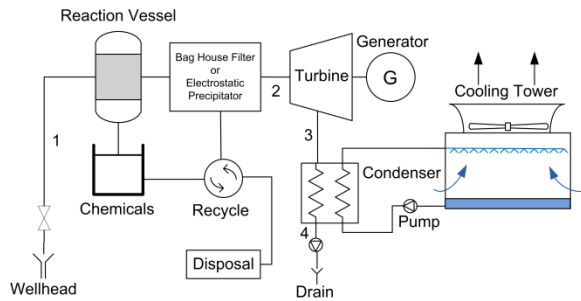 Reaction Vessel
Bag House Filter
or
Electrostatic
Precipitator
Generator
Turbine
G
Cooling Tower
1
2
3
Condenser
Chemicals
Recycle
4
Pump
Disposal
Wellhead
Drain